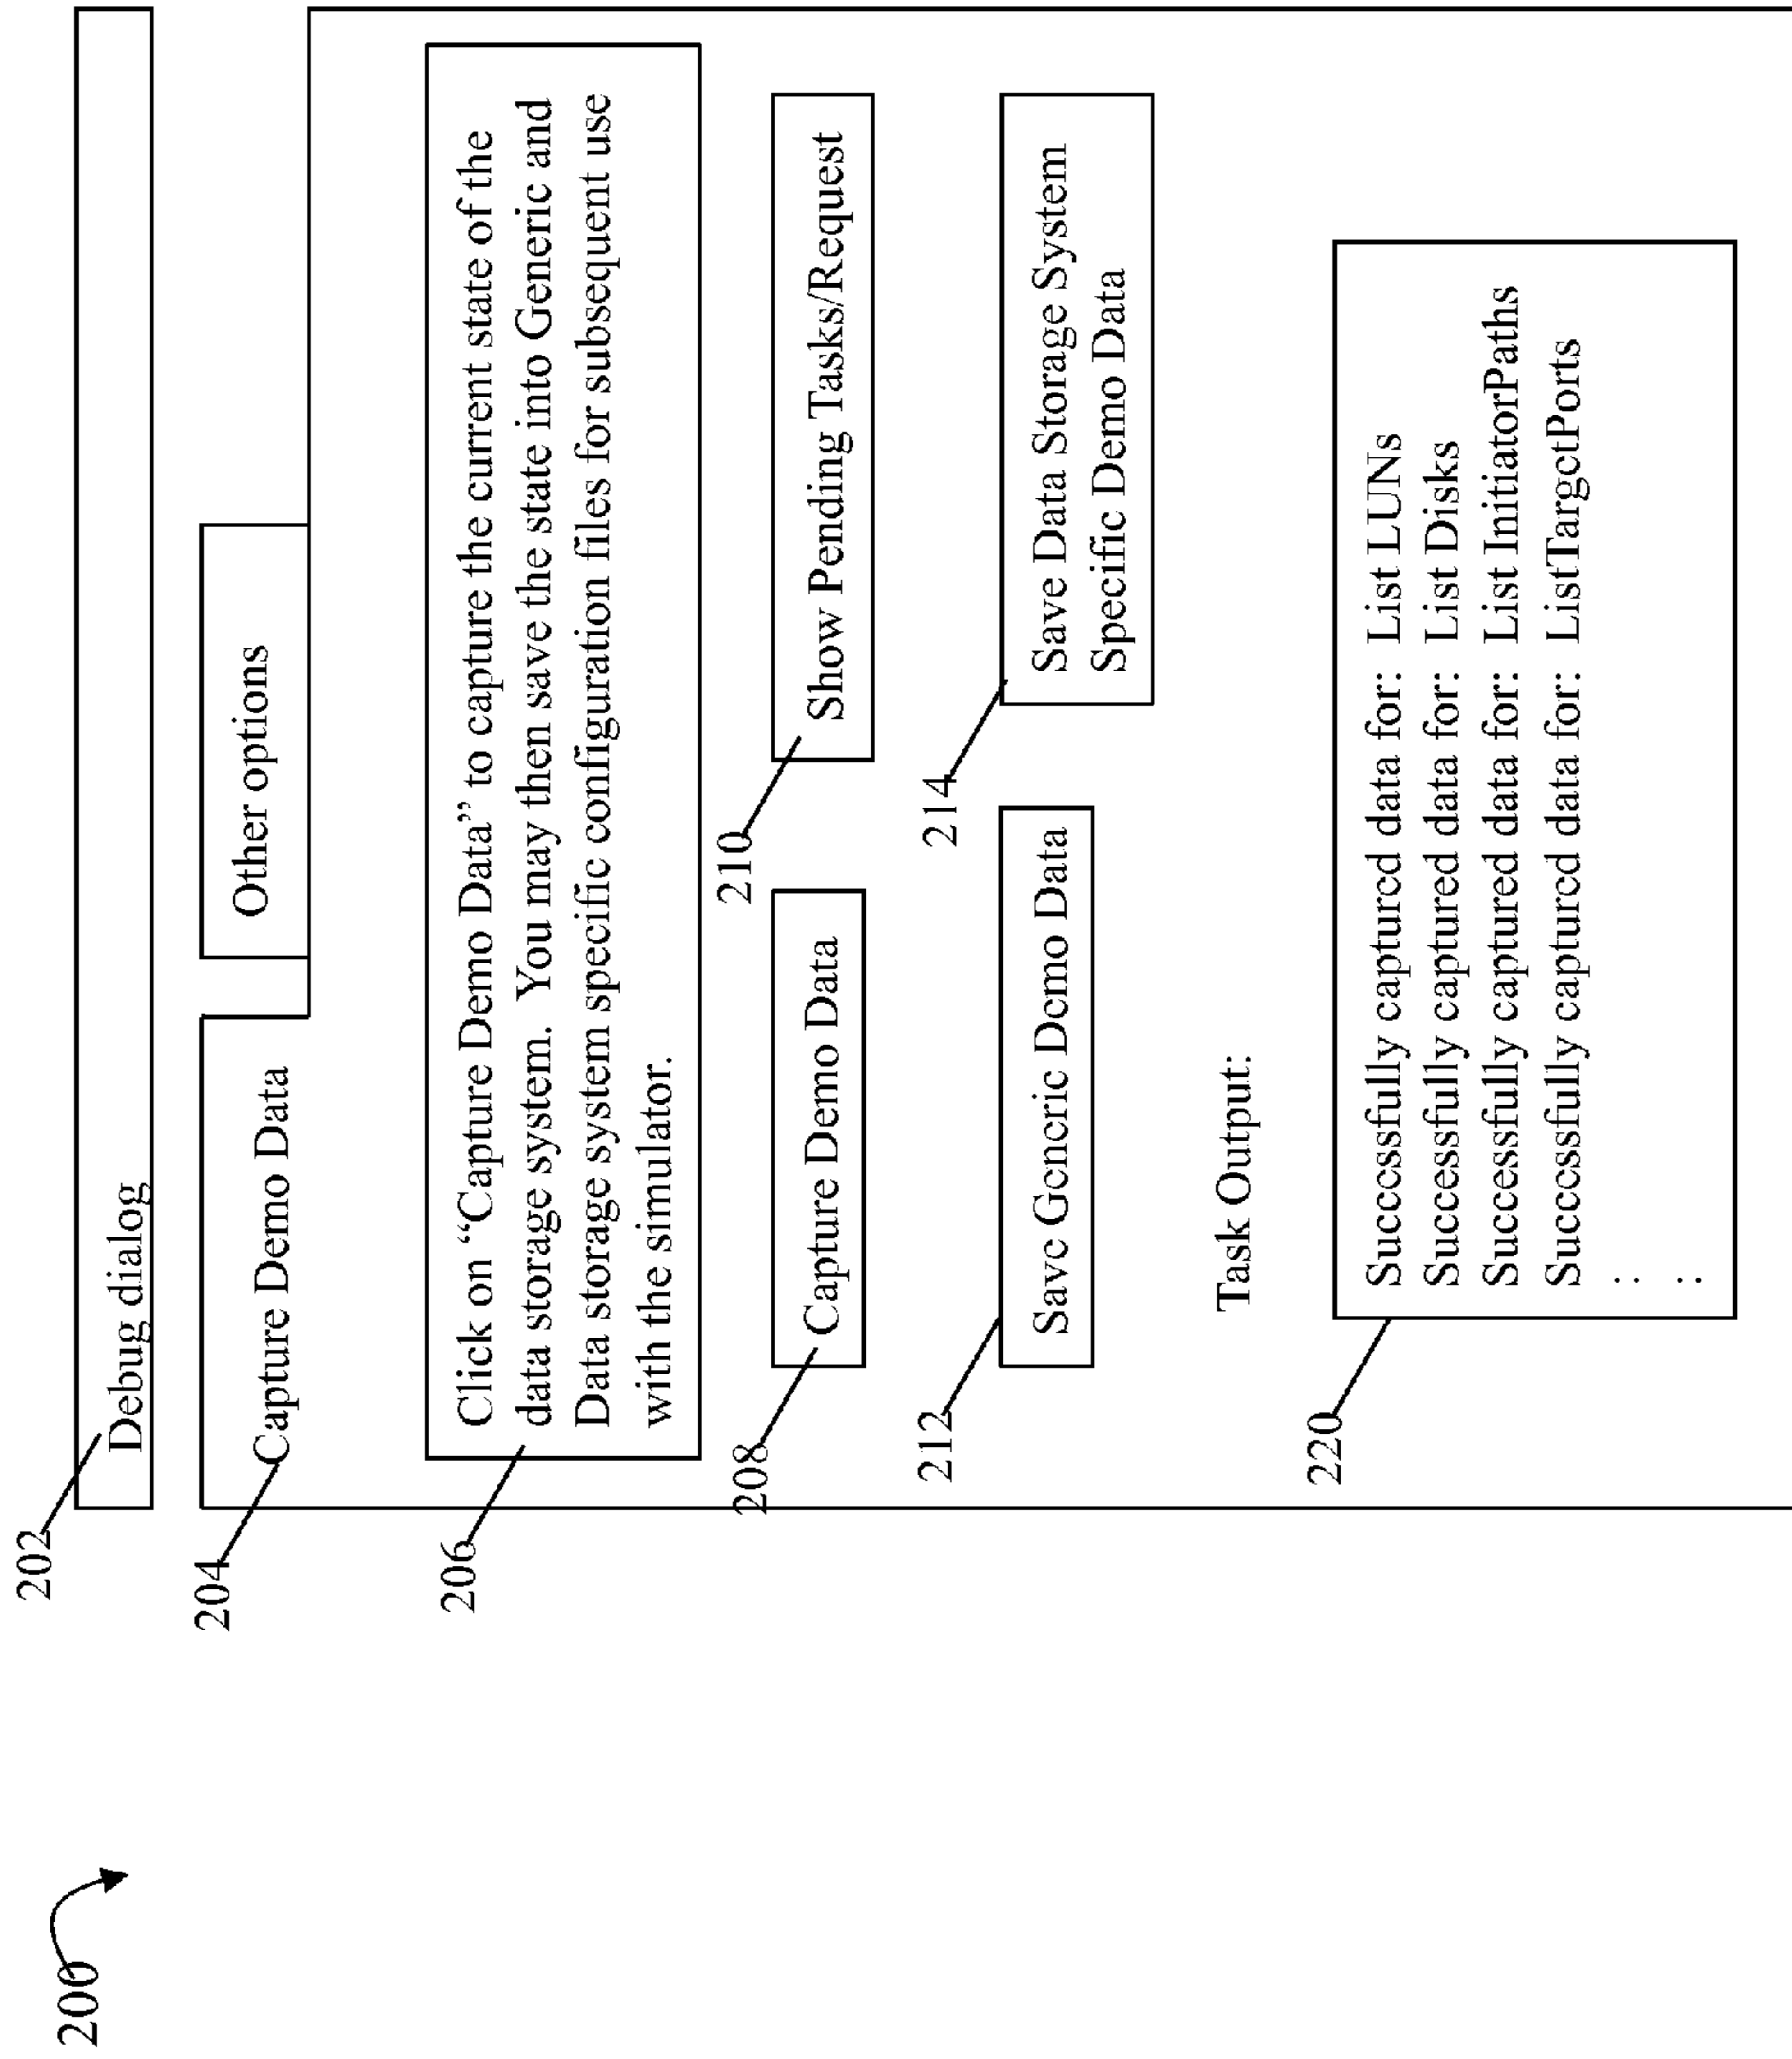 200
202
Debug dialog
204
Capture Demo Data
Other options
206
Click on “Capture Demo Data” to capture the current state of the
data storage system. You may then save the state into Generic and
Data storage system specific configuration files for subsequent use
with the simulator.
208
Capture Demo Data
210
Show Pending Tasks/Request
212
Save Generic Demo Data
214
Save Data Storage System
Specific Demo Data
Task Output:
220
Successfully captured data for: List LUNs
Successfully captured data for: List Disks
Successfully captured data for: List InitiatorPaths
Successfully captured data for: ListTargetPorts
:
: